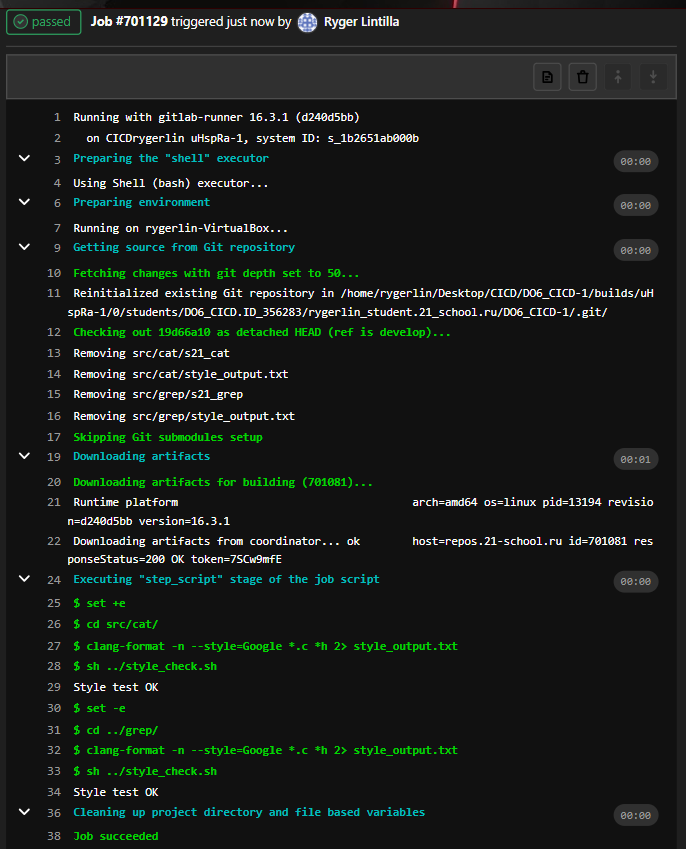 passed Job #701129 triggered just now by Ryger Lintilla
1 Running with gitlab-runner 16.3.1 (d240d5bb)
2 on CICDrygerlin uHspRa-1, system ID: s_1b2651ab000b
3 Preparing the "shell" executor 00:00
4 Using Shell (bash) executor...
6 Preparing environment 00:00
7 Running on rygerlin-VirtualBox...
9 Getting source from Git repository 00:00
10 Fetching changes with git depth set to 50...
11 Reinitialized existing Git repository in /home/rygerlin/Desktop/CICD/DO6_CICD-1/builds/uH
spRa-1/0/students/DO6_CICD.ID_356283/rygerlin_student.21_school.ru/DO6_CICD-1/.git/
12 Checking out 19d66a10 as detached HEAD (ref is develop)...
13 Removing src/cat/s21_cat
14 Removing src/cat/style_output.txt
15 Removing src/grep/s21_grep
16 Removing src/grep/style_output.txt
17 Skipping Git submodules setup
19 Downloading artifacts 00:01
20 Downloading artifacts for building (701081)...
21 Runtime platform arch=amd64 os=linux pid=13194 revisio
n=d240d5bb version=16.3.1
22 Downloading artifacts from coordinator... ok host=repos.21-school.ru id=701081 res
ponseStatus=200 OK token=7SCw9mfE
24 Executing "step_script" stage of the job script 00:00
25 $ set +e
26 $ cd src/cat/
27 $ clang-format -n --style=Google *.c *h 2> style_output.txt
28 $ sh ../style_check.sh
29 Style test OK
30 $ set -e
31 $ cd ../grep/
32 $ clang-format -n --style=Google *.c *h 2> style_output.txt
33 $ sh ../style_check.sh
34 Style test OK
36 Cleaning up project directory and file based variables 00:00
38 Job succeeded